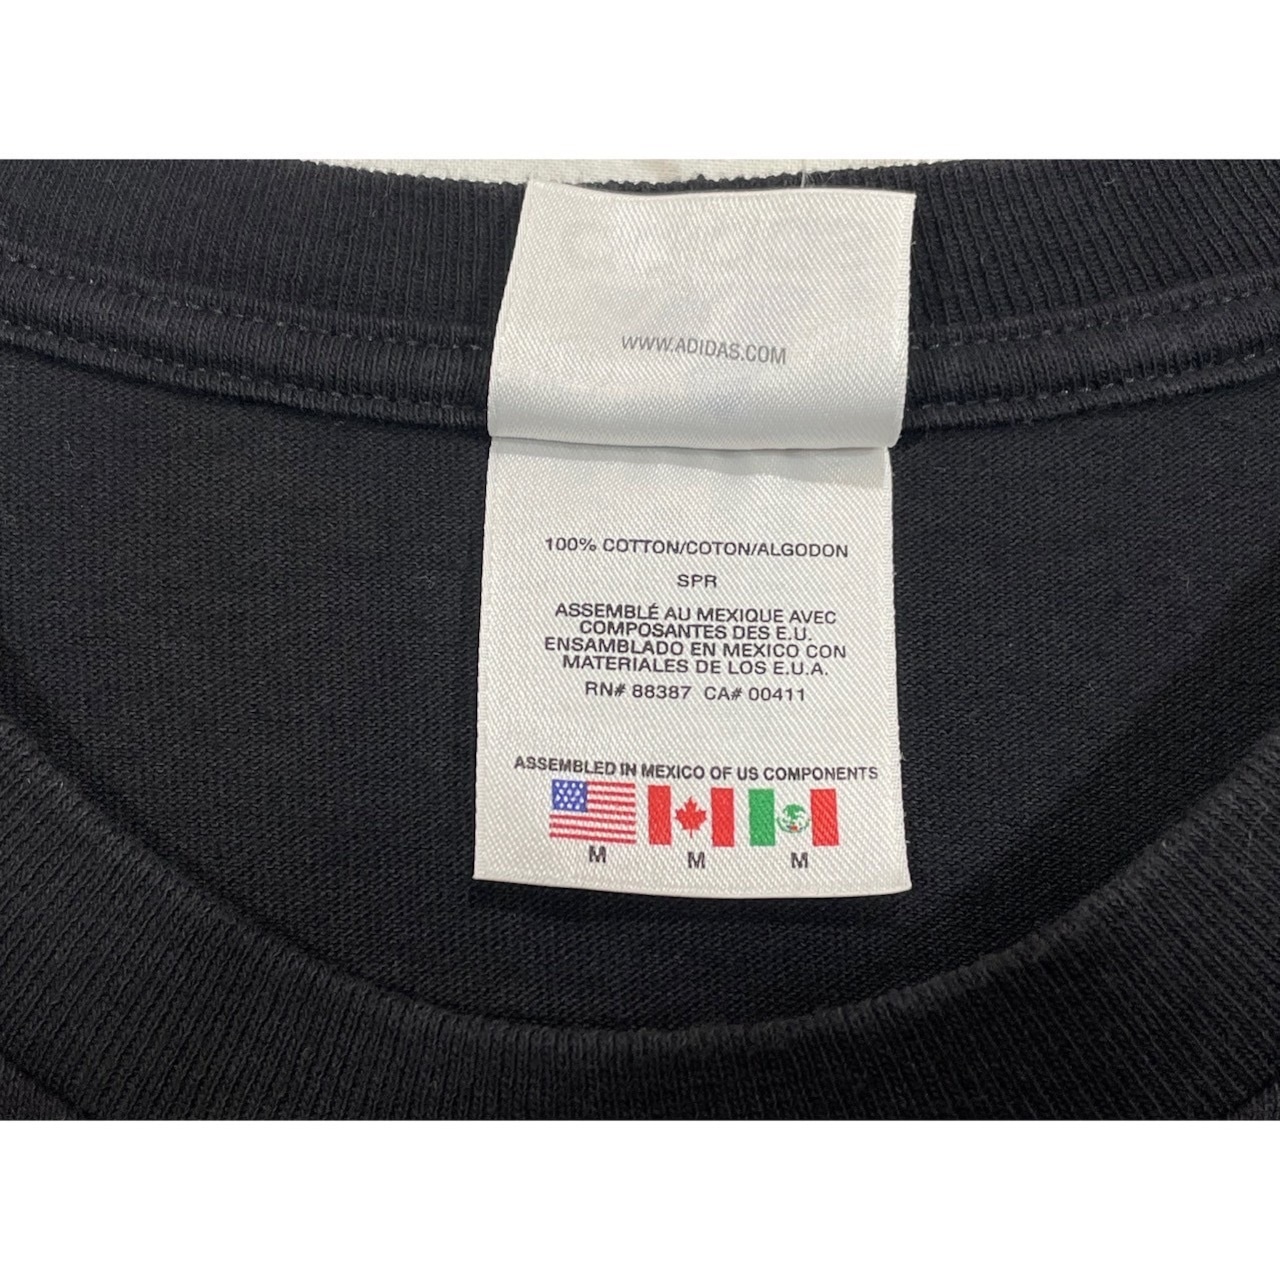 WWW.ADIDAS.COM
100% COTTON/COTON/ALGODON
SPR
ASSEMBLÉ AU MEXIQUE AVEC
COMPOSANTES DES E.U.
ENSAMBLADO EN MEXICO CON
MATERIALES DE LOS E.U.A.
RN# 88387 CA# 00411
ASSEMBLED IN MEXICO OF US COMPONENTS
M M M